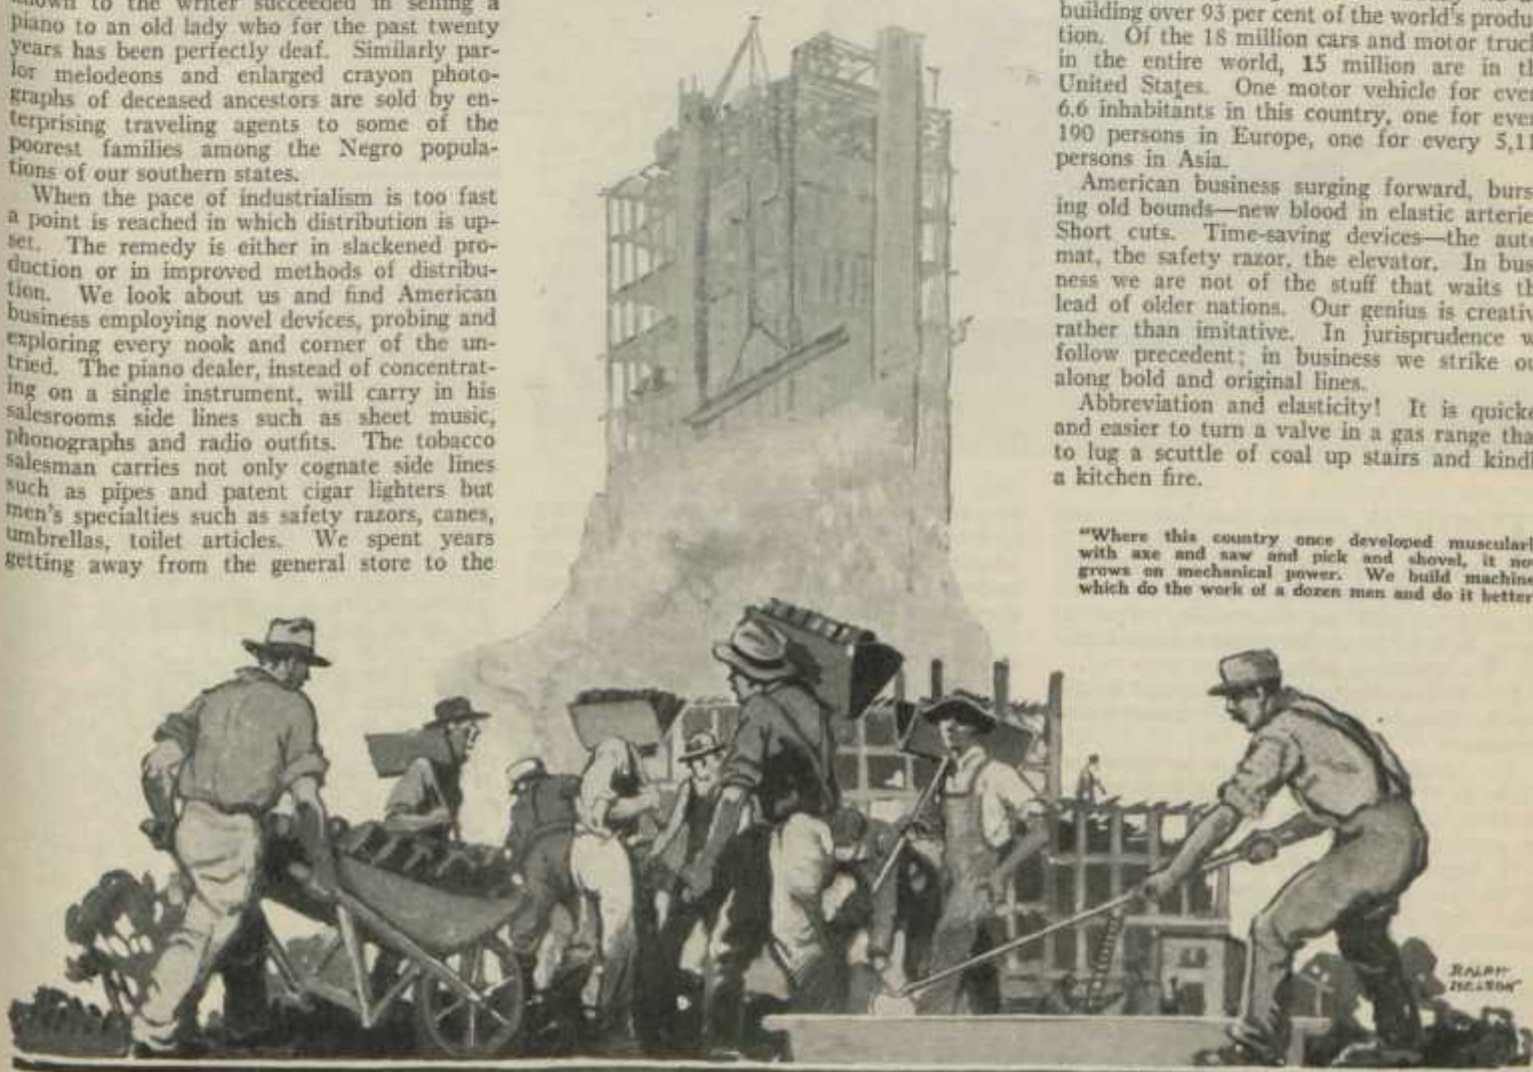 known to the writer succeeded in selling a
piano to an old lady who for the past twenty
years has been perfectly deaf. Similarly par-
lor melodeons and enlarged crayon photo-
graphs of deceased ancestors are sold by en-
terprising traveling agents to some of the
poorest families among the Negro popula-
tions of our southern states.
When the pace of industrialism is too fast
a point is reached in which distribution is up-
set. The remedy is either in slackened pro-
duction or in improved methods of distribu-
tion. We look about us and find American
business employing novel devices, probing and
exploring every nook and corner of the un-
tried. The piano dealer, instead of concentrat-
ing on a single instrument, will carry in his
salesrooms side lines such as sheet music,
phonographs and radio outfits. The tobacco
salesman carries not only cognate side lines
such as pipes and patent cigar lighters but
men's specialties such as safety razors, canes,
umbrellas, toilet articles. We spent years
getting away from the general store to the
building over 93 per cent of the world's produc
tion. Of the 18 million cars and motor truck
in the entire world, 15 million are in th
United States. One motor vehicle for ever
6.6 inhabitants in this country, one for ever
190 persons in Europe, one for every 5,11
persons in Asia.
American business surging forward, burs
ing old bounds—new blood in elastic arterie
Short cuts. Time-saving devices—the auto
mat, the safety razor, the elevator. In bus
ness we are not of the stuff that waits th
lead of older nations. Our genius is creativ
rather than imitative. In jurisprudence w
follow precedent; in business we strike ou
along bold and original lines.
Abbreviation and elasticity! It is quicke
and easier to turn a valve in a gas range tha
to lug a scuttle of coal up stairs and kindl
a kitchen fire.
"Where this country once developed muscularl
with axe and saw and pick and shovel, it no
grows on mechanical power. We build machine
which do the work of a dozen men and do it better
RALPH
NELSON